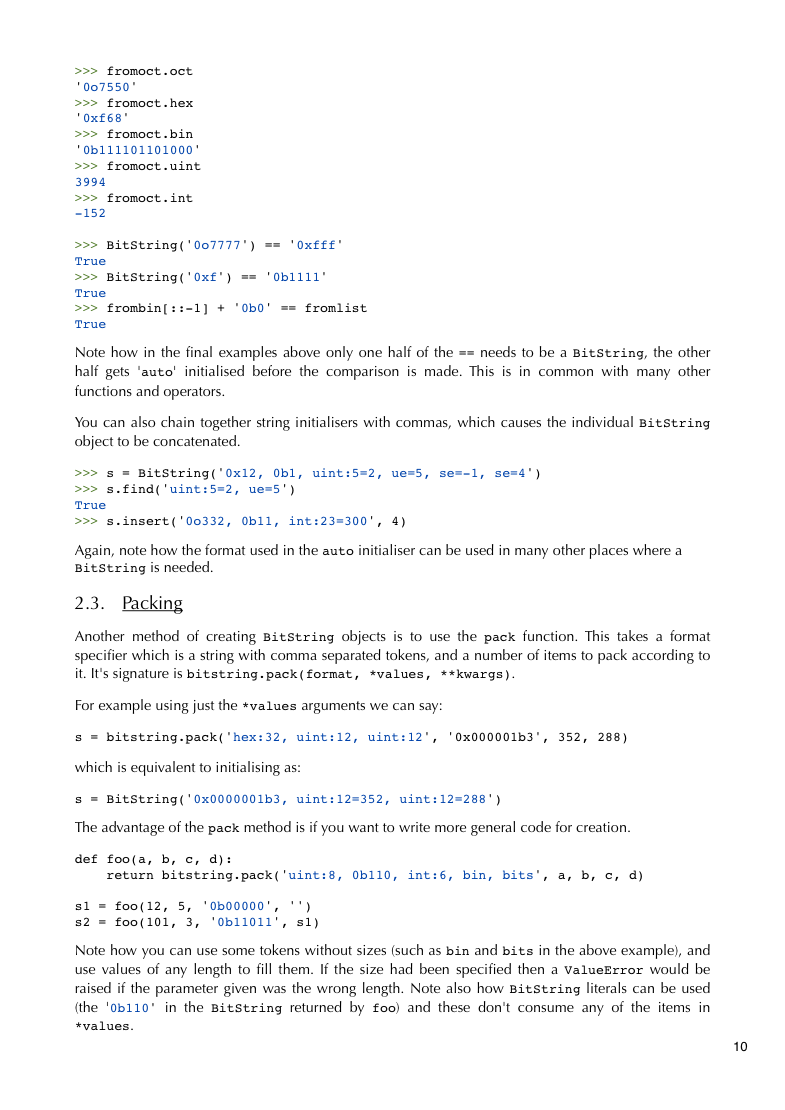 >>> fromoct.oct
'0o7550'
>>> fromoct.hex
'0xf68'
>>> fromoct.bin
'0b111101101000'
>>> fromoct.uint
3994
>>> fromoct.int
-152
>>> BitString('0o7777') == '0xfff'
True
>>> BitString('0xf') == '0b1111'
True
>>> frombin[::-1] + '0b0' == fromlist
True
Note how in the final examples above only one half of the == needs to be a BitString, the other
half gets 'auto' initialised before the comparison is made. This is in common with many other
functions and operators.
You can also chain together string initialisers with commas, which causes the individual BitString
object to be concatenated.
>>> s = BitString('0x12, 0b1, uint:5=2, ue=5, se=-1, se=4')
>>> s.find('uint:5=2, ue=5')
True
>>> s.insert('0o332, 0b11, int:23=300', 4)
Again, note how the format used in the auto initialiser can be used in many other places where a
BitString is needed.
2.3. Packing
Another method of creating BitString objects is to use the pack function. This takes a format
specifier which is a string with comma separated tokens, and a number of items to pack according to
it. It's signature is bitstring.pack(format, *values, **kwargs).
For example using just the *values arguments we can say:
s = bitstring.pack('hex:32, uint:12, uint:12', '0x000001b3', 352, 288)
which is equivalent to initialising as:
s = BitString('0x0000001b3, uint:12=352, uint:12=288')
The advantage of the pack method is if you want to write more general code for creation.
def foo(a, b, c, d):
    return bitstring.pack('uint:8, 0b110, int:6, bin, bits', a, b, c, d)
s1 = foo(12, 5, '0b00000', '')
s2 = foo(101, 3, '0b11011', s1)
Note how you can use some tokens without sizes (such as bin and bits in the above example), and
use values of any length to fill them. If the size had been specified then a ValueError would be
raised if the parameter given was the wrong length. Note also how BitString literals can be used
(the '0b110' in the BitString returned by foo) and these don't consume any of the items in
*values.
10